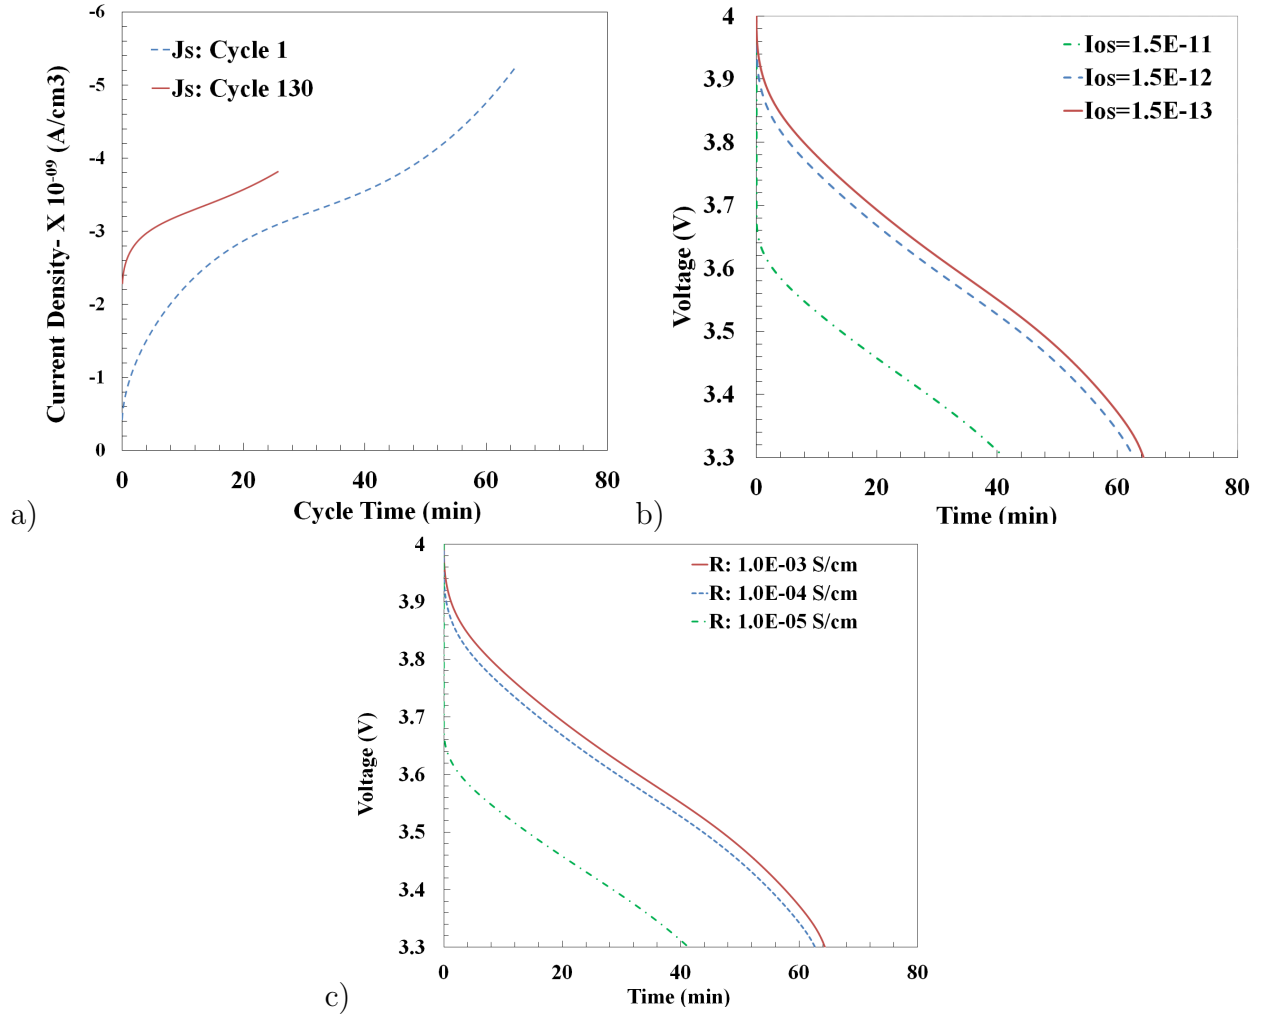 -6
-5
-4
-3
-2
-1
0
Current Density- X 10⁻⁰⁹ (A/cm3)
Js: Cycle 1
Js: Cycle 130
0 20 40 60 80
Cycle Time (min)
a)
4
3.9
3.8
3.7
3.6
3.5
3.4
3.3
Voltage (V)
Ios=1.5E-11
Ios=1.5E-12
Ios=1.5E-13
0 20 40 60 80
Time (min)
b)
4
3.9
3.8
3.7
3.6
3.5
3.4
3.3
Voltage (V)
R: 1.0E-03 S/cm
R: 1.0E-04 S/cm
R: 1.0E-05 S/cm
0 20 40 60 80
Time (min)
c)